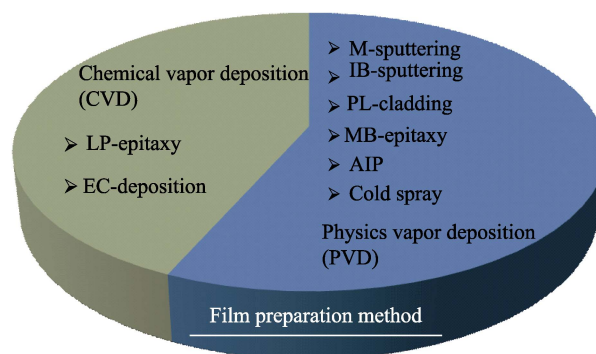 Chemical vapor deposition
(CVD)
➢ LP-epitaxy
➢ EC-deposition
➢ M-sputtering
➢ IB-sputtering
➢ PL-cladding
➢ MB-epitaxy
➢ AIP
➢ Cold spray
Physics vapor deposition
(PVD)
Film preparation method